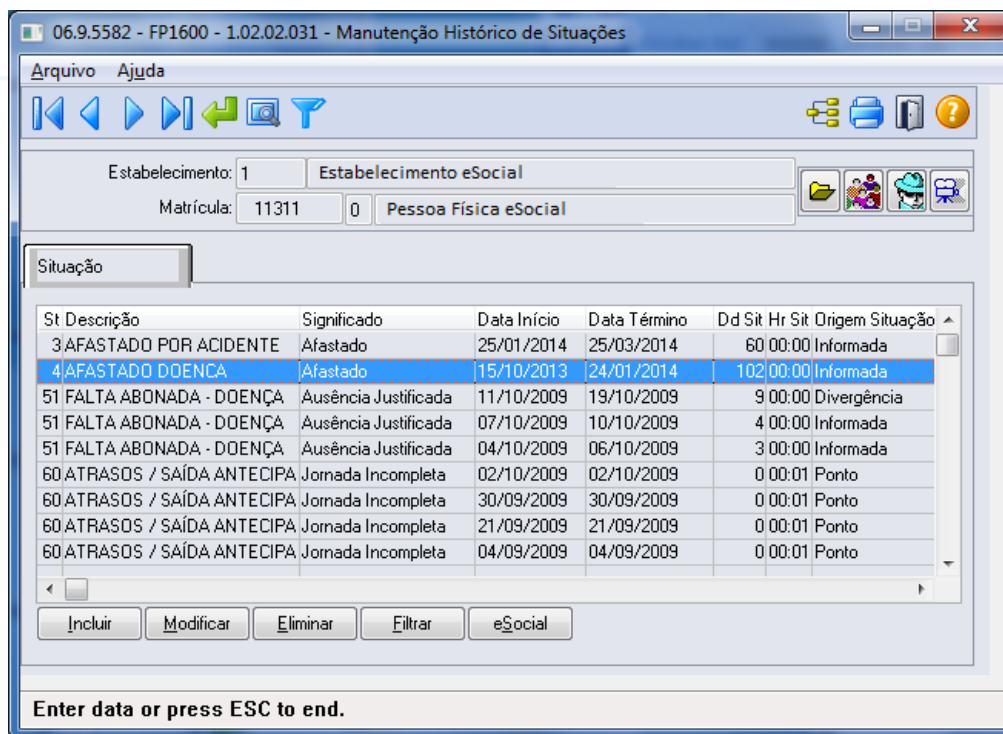 06.9.5582 - FP1600 - 1.02.02.031 - Manutenção Histórico de Situações
Arquivo Ajuda
Estabelecimento: 1 Estabelecimento eSocial
Matrícula: 11311 0 Pessoa Física eSocial
Situação
St Descrição Significado Data Início Data Término Dd Sit Hr Sit Origem Situação
3 AFASTADO POR ACIDENTE Afastado 25/01/2014 25/03/2014 60 00:00 Informada
4 AFASTADO DOENCA Afastado 15/10/2013 24/01/2014 102 00:00 Informada
51 FALTA ABONADA - DOENÇA Ausência Justificada 11/10/2009 19/10/2009 9 00:00 Divergência
51 FALTA ABONADA - DOENÇA Ausência Justificada 07/10/2009 10/10/2009 4 00:00 Informada
51 FALTA ABONADA - DOENÇA Ausência Justificada 04/10/2009 06/10/2009 3 00:00 Informada
60 ATRASOS / SAÍDA ANTECIPA Jornada Incompleta 02/10/2009 02/10/2009 0 00:01 Ponto
60 ATRASOS / SAÍDA ANTECIPA Jornada Incompleta 30/09/2009 30/09/2009 0 00:01 Ponto
60 ATRASOS / SAÍDA ANTECIPA Jornada Incompleta 21/09/2009 21/09/2009 0 00:01 Ponto
60 ATRASOS / SAÍDA ANTECIPA Jornada Incompleta 04/09/2009 04/09/2009 0 00:01 Ponto
Incluir Modificar Eliminar Filtrar eSocial
Enter data or press ESC to end.